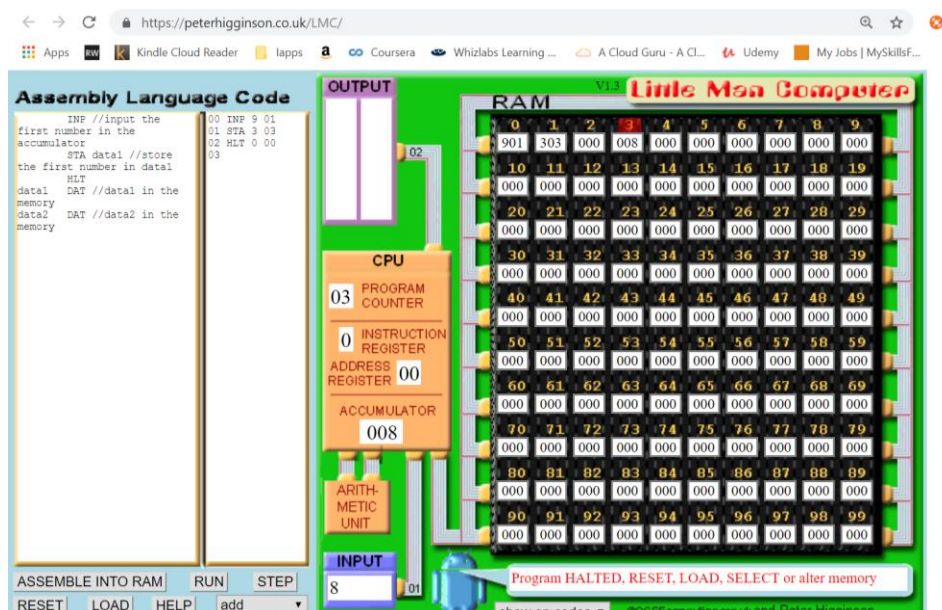 https://peterhigginson.co.uk/LMC/
Apps RW Kindle Cloud Reader lapps a Coursera Whizlabs Learning ... A Cloud Guru - A Cl... Udemy My Jobs | MySkillsF...
Assembly Language Code
INP //input the
first number in the
accumulator
STA data1 //store
the first number in data1
HLT
data1 DAT //data1 in the
memory
data2 DAT //data2 in the
memory
00 INP 9 01
01 STA 3 03
02 HLT 0 00
03
OUTPUT
02
CPU
03 PROGRAM
COUNTER
0 INSTRUCTION
REGISTER
ADDRESS
REGISTER 00
ACCUMULATOR
008
ARITH-
METIC
UNIT
INPUT
8
01
V1.3 Little Man Computer
RAM
0 1 2 3 4 5 6 7 8 9
901 303 000 008 000 000 000 000 000 000
10 11 12 13 14 15 16 17 18 19
000 000 000 000 000 000 000 000 000 000
20 21 22 23 24 25 26 27 28 29
000 000 000 000 000 000 000 000 000 000
30 31 32 33 34 35 36 37 38 39
000 000 000 000 000 000 000 000 000 000
40 41 42 43 44 45 46 47 48 49
000 000 000 000 000 000 000 000 000 000
50 51 52 53 54 55 56 57 58 59
000 000 000 000 000 000 000 000 000 000
60 61 62 63 64 65 66 67 68 69
000 000 000 000 000 000 000 000 000 000
70 71 72 73 74 75 76 77 78 79
000 000 000 000 000 000 000 000 000 000
80 81 82 83 84 85 86 87 88 89
000 000 000 000 000 000 000 000 000 000
90 91 92 93 94 95 96 97 98 99
000 000 000 000 000 000 000 000 000 000
Program HALTED, RESET, LOAD, SELECT or alter memory
ASSEMBLE INTO RAM RUN STEP
RESET LOAD HELP add
and Peter Higginson